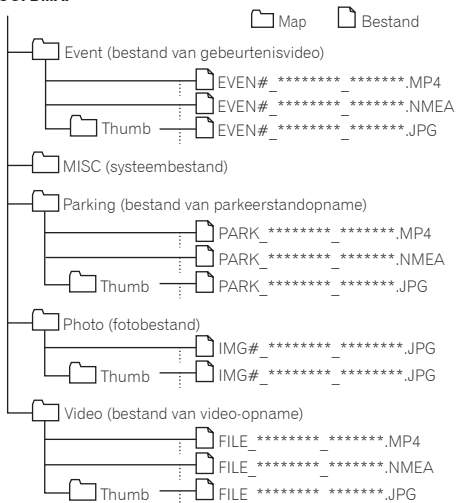 Map Bestand
Event (bestand van gebeurtenisvideo)
EVEN#_********_*******.MP4
EVEN#_********_*******.NMEA
Thumb EVEN#_********_*******.JPG
MISC (systeembestand)
Parking (bestand van parkeerstandopname)
PARK_********_*******.MP4
PARK_********_*******.NMEA
Thumb PARK_********_*******.JPG
Photo (fotobestand)
IMG#_********_*******.JPG
Thumb IMG#_********_*******.JPG
Video (bestand van video-opname)
FILE_********_*******.MP4
FILE_********_*******.NMEA
Thumb FILE_********_*******.JPG